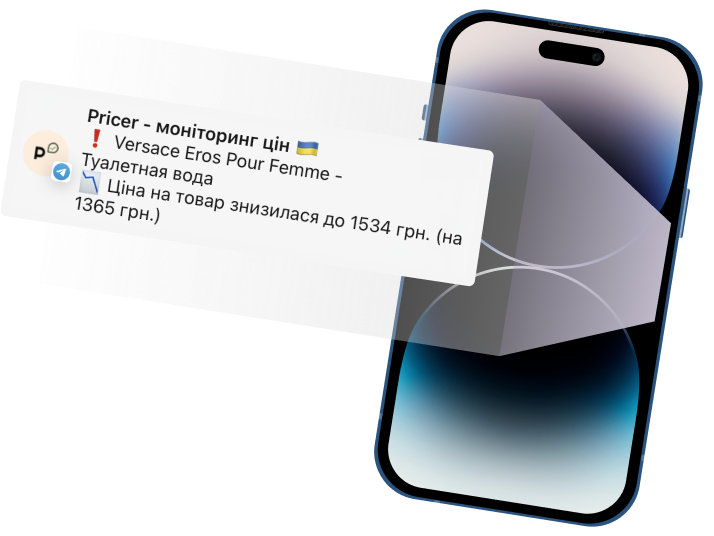 Pricer - моніторинг цін 🇺🇦
P
❗ Versace Eros Pour Femme -
Туалетная вода
📉 Ціна на товар знизилася до 1534 грн. (на
1365 грн.)